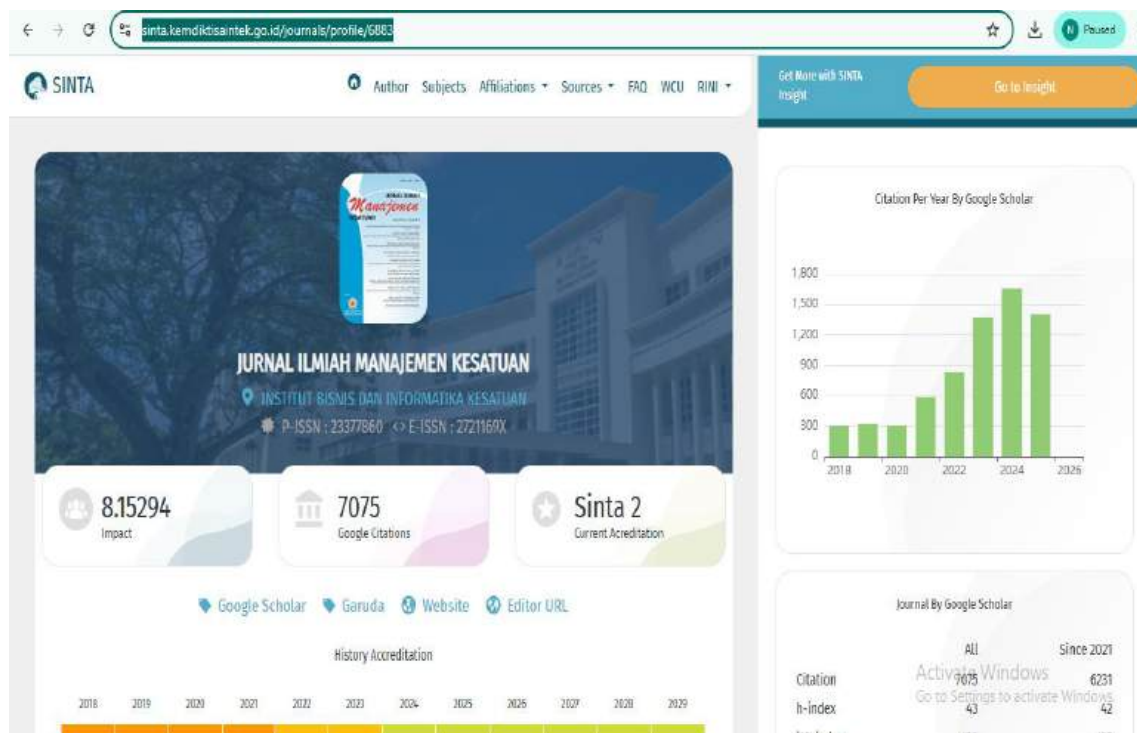 sinta.kemdiktisaintek.go.id/journals/profile/6883
N Paused
SINTA
Author Subjects Affiliations Sources FAQ WCU RINI
Get More with SINTA
Insight
Go to Insight
Manajemen
JURNAL ILMIAH MANAJEMEN KESATUAN
INSTITUT BISNIS DAN INFORMATIKA KESATUAN
P-ISSN : 23377860 <> E-ISSN : 2721169X
8.15294
Impact
7075
Google Citations
Sinta 2
Current Acreditation
Google Scholar Garuda Website Editor URL
History Accreditation
2018 2019 2020 2021 2022 2023 2024 2025 2026 2027 2028 2029
Citation Per Year By Google Scholar
1,800
1,500
1,200
900
600
300
0
2018 2020 2022 2024 2026
Journal By Google Scholar
All Since 2021
Citation 7075 6231
h-index 43 42
Activate Windows
Go to Settings to activate Windows.